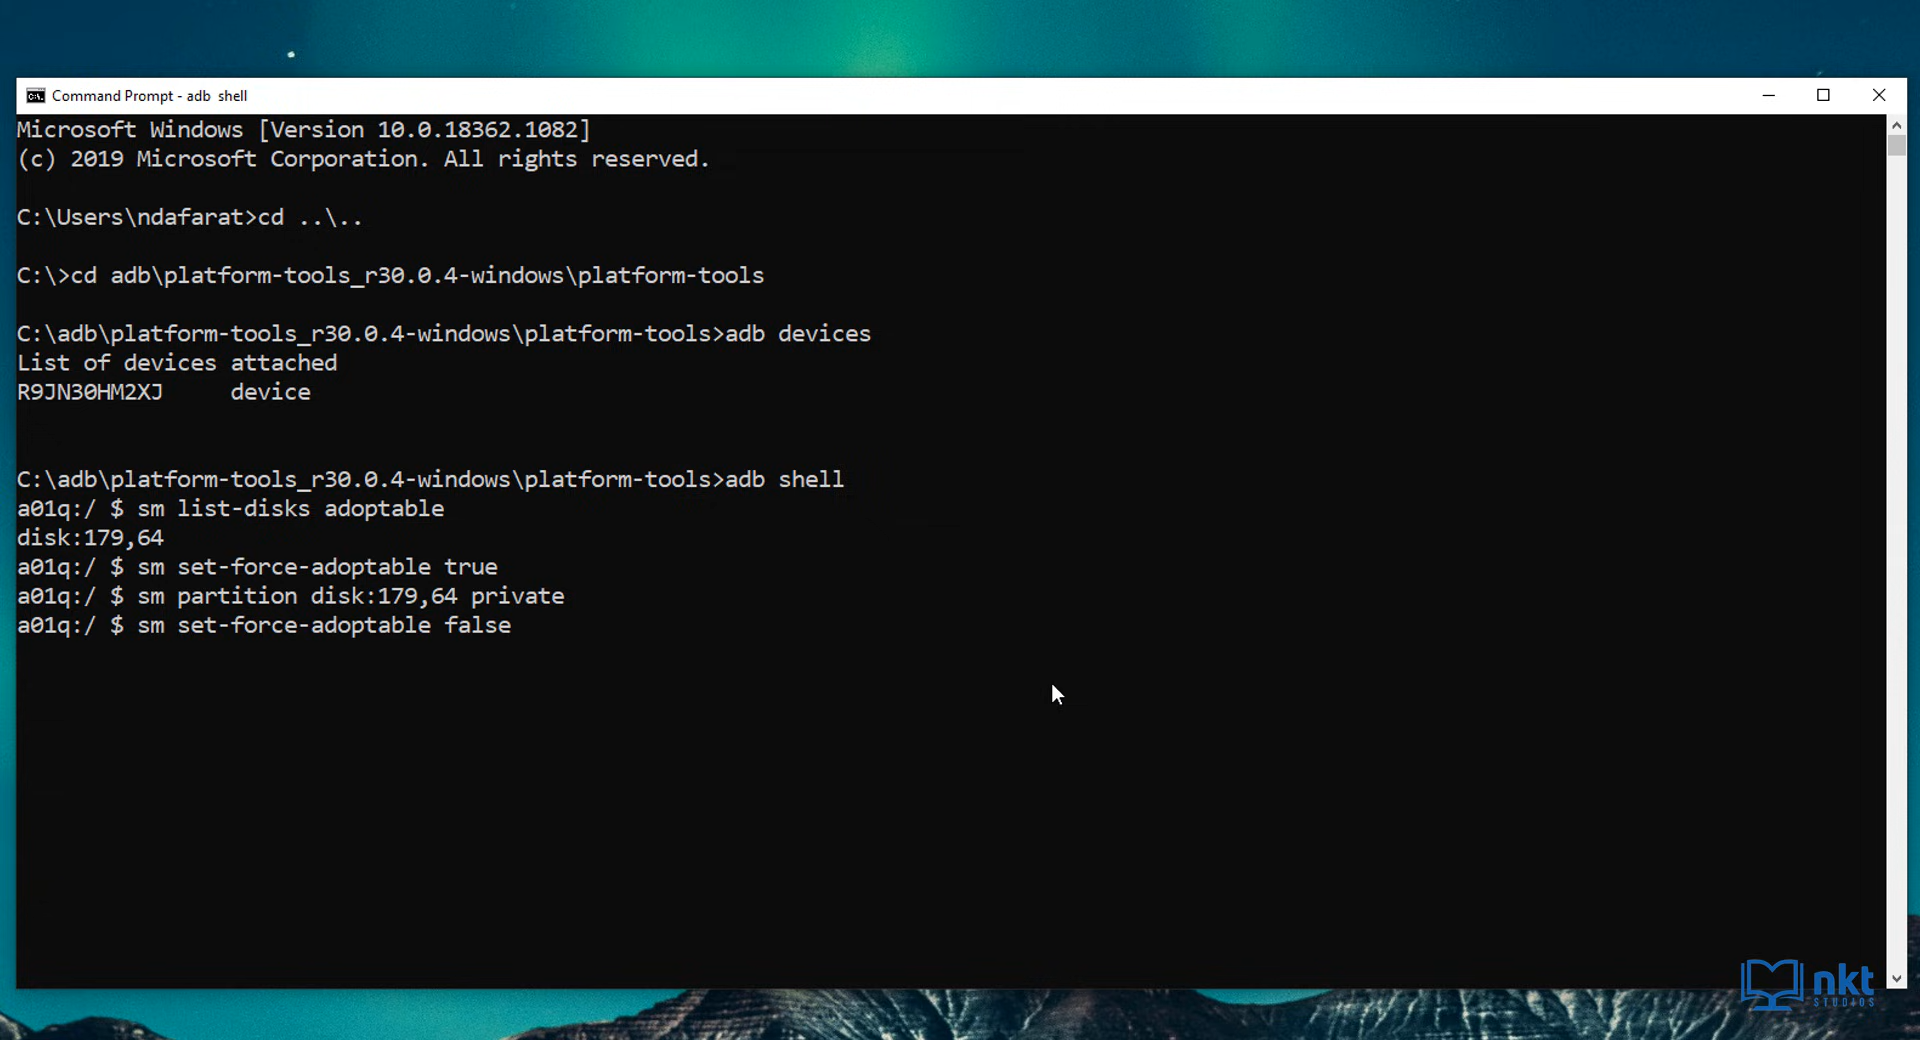 Command Prompt - adb  shell
Microsoft Windows [Version 10.0.18362.1082]
(c) 2019 Microsoft Corporation. All rights reserved.
C:\Users\ndafarat>cd ..\..
C:\>cd adb\platform-tools_r30.0.4-windows\platform-tools
C:\adb\platform-tools_r30.0.4-windows\platform-tools>adb devices
List of devices attached
R9JN30HM2XJ     device
C:\adb\platform-tools_r30.0.4-windows\platform-tools>adb shell
a01q:/ $ sm list-disks adoptable
disk:179,64
a01q:/ $ sm set-force-adoptable true
a01q:/ $ sm partition disk:179,64 private
a01q:/ $ sm set-force-adoptable false
nkt
STUDIOS